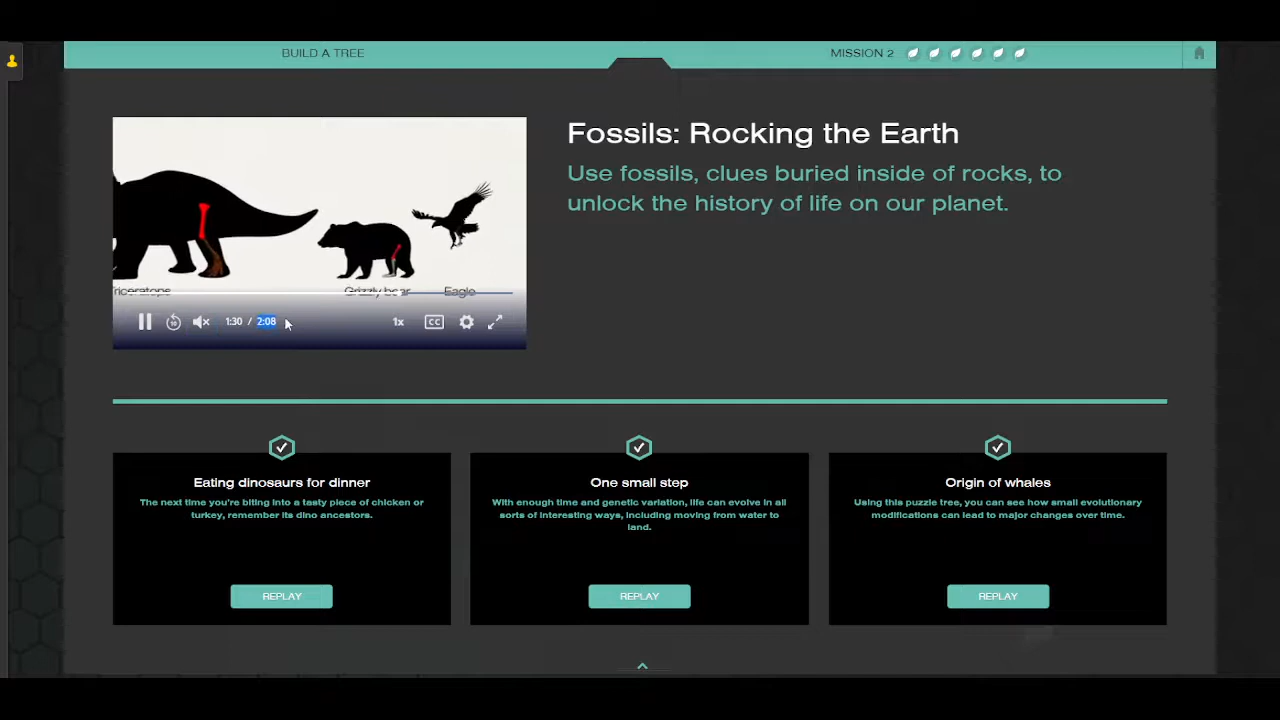 BUILD A TREE
MISSION 2
Fossils: Rocking the Earth
Use fossils, clues buried inside of rocks, to
unlock the history of life on our planet.
Triceratops
Grizzly bear
Eagle
10
1:30 / 2:08
1x
CC
Eating dinosaurs for dinner
The next time you're biting into a tasty piece of chicken or
turkey, remember its dino ancestors.
REPLAY
One small step
With enough time and genetic variation, life can evolve in all
sorts of interesting ways, including moving from water to
land.
REPLAY
Origin of whales
Using this puzzle tree, you can see how small evolutionary
modifications can lead to major changes over time.
REPLAY